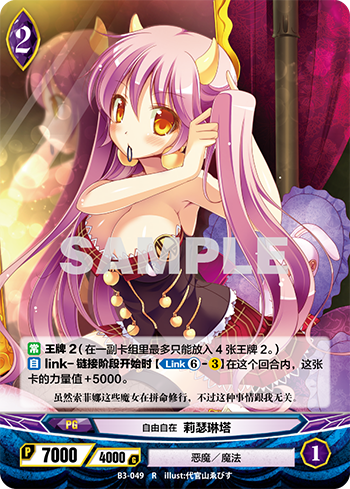 2
SAMPLE
常 王牌 2(在一副卡组里最多只能放入 4 张王牌 2。)
自 link-链接阶段开始时【Link 6-3】在这个回合内,这张
卡的力量值 +5000。
虽然索菲娜这些魔女在拼命修行,不过这种事情跟我无关。
PG 自由自在 莉瑟琳塔
P 7000 / 4000 G 恶魔/魔法 1
B3-049 R illust:代官山ゑびす